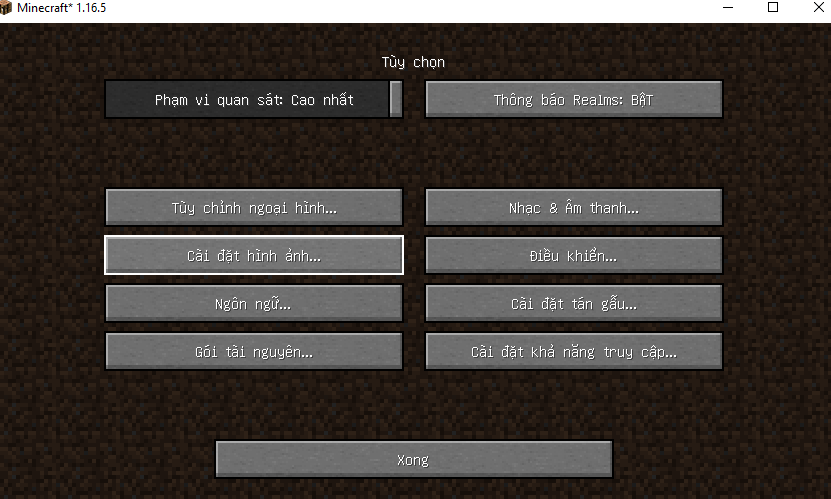 Minecraft* 1.16.5
Tùy chọn
Phạm vi quan sát: Cao nhất
Thông báo Realms: BẬT
Tùy chỉnh ngoại hình...
Nhạc & Âm thanh...
Cài đặt hình ảnh...
Điều khiển...
Ngôn ngữ...
Cài đặt tán gẫu...
Gói tài nguyên...
Cài đặt khả năng truy cập...
Xong